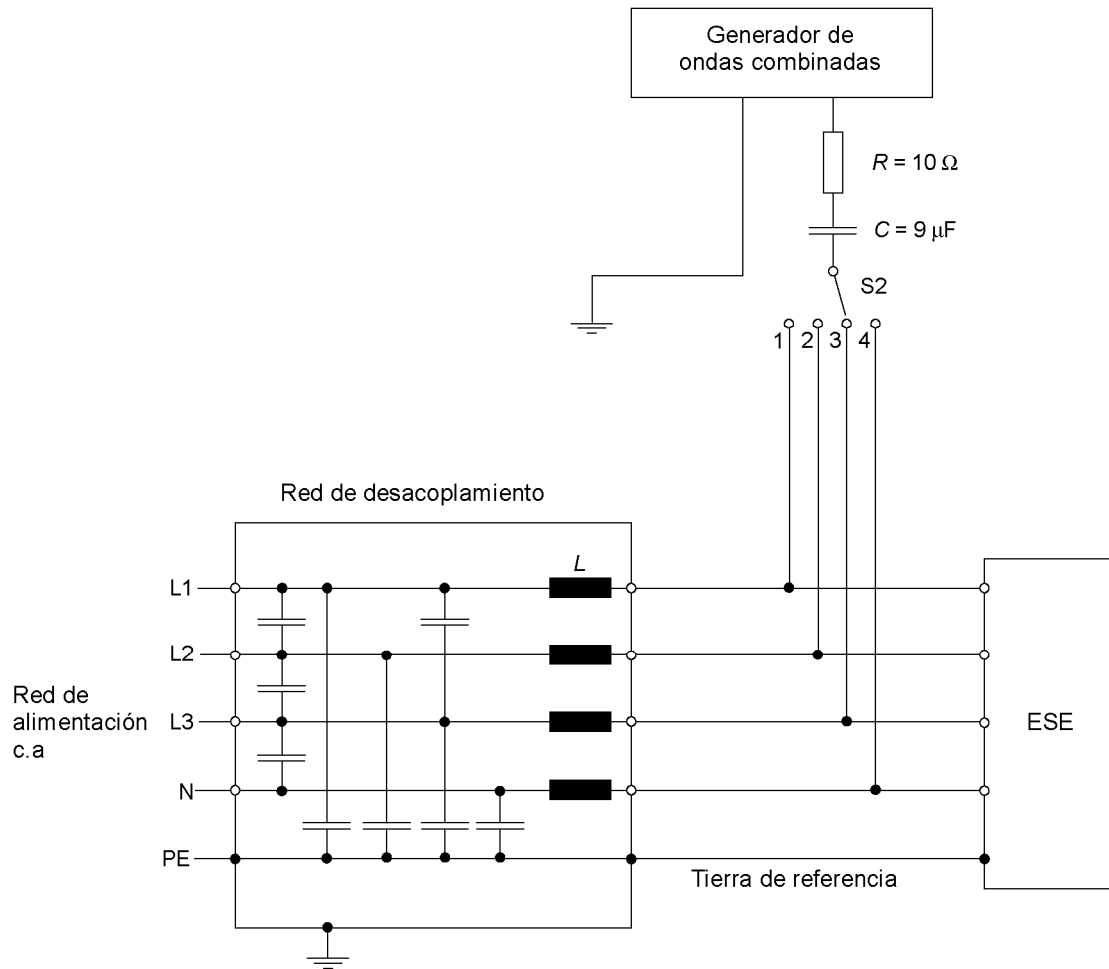 Generador de
ondas combinadas
R = 10 Ω
C = 9 μF
S2
1 2 3 4
Red de desacoplamiento
L
L1
L2
L3
N
PE
Red de
alimentación
c.a
ESE
Tierra de referencia